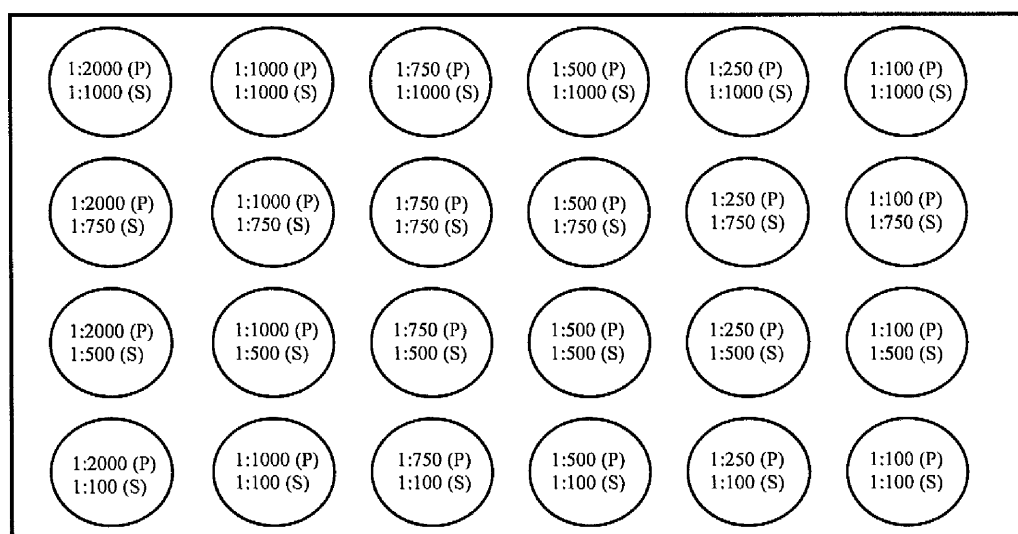 1:2000 (P)
1:1000 (S)
1:1000 (P)
1:1000 (S)
1:750 (P)
1:1000 (S)
1:500 (P)
1:1000 (S)
1:250 (P)
1:1000 (S)
1:100 (P)
1:1000 (S)
1:2000 (P)
1:750 (S)
1:1000 (P)
1:750 (S)
1:750 (P)
1:750 (S)
1:500 (P)
1:750 (S)
1:250 (P)
1:750 (S)
1:100 (P)
1:750 (S)
1:2000 (P)
1:500 (S)
1:1000 (P)
1:500 (S)
1:750 (P)
1:500 (S)
1:500 (P)
1:500 (S)
1:250 (P)
1:500 (S)
1:100 (P)
1:500 (S)
1:2000 (P)
1:100 (S)
1:1000 (P)
1:100 (S)
1:750 (P)
1:100 (S)
1:500 (P)
1:100 (S)
1:250 (P)
1:100 (S)
1:100 (P)
1:100 (S)